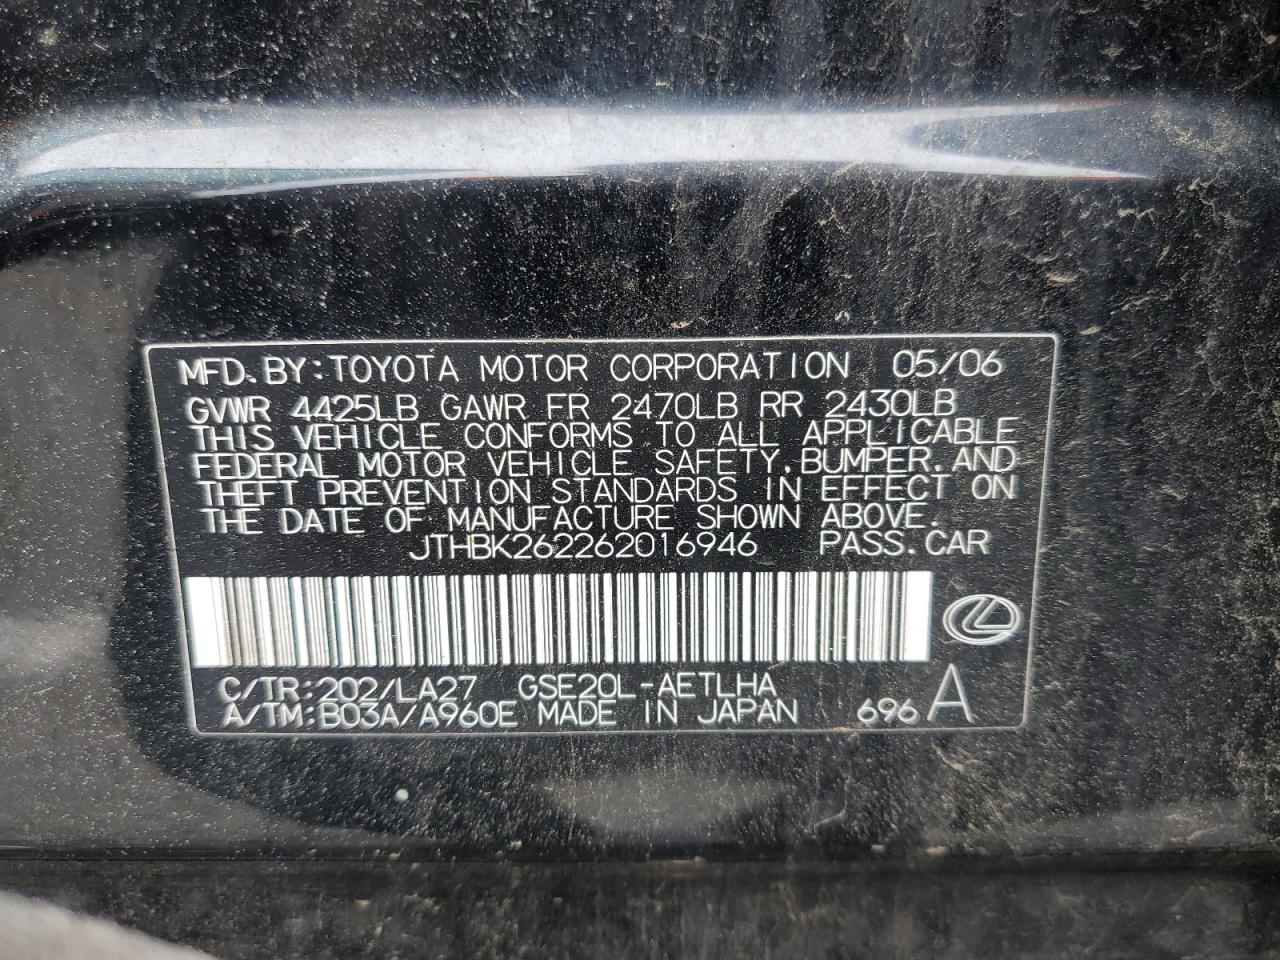 MFD. BY: TOYOTA MOTOR CORPORATION 05/06
GVWR 4425LB GAWR FR 2470LB RR 2430LB
THIS VEHICLE CONFORMS TO ALL APPLICABLE
FEDERAL MOTOR VEHICLE SAFETY, BUMPER, AND
THEFT PREVENTION STANDARDS IN EFFECT ON
THE DATE OF MANUFACTURE SHOWN ABOVE.
JTHBK262262016946 PASS. CAR
C/TR: 202/LA27 GSE20L-AETLHA
A/TM: B03A/A960E MADE IN JAPAN 696 A